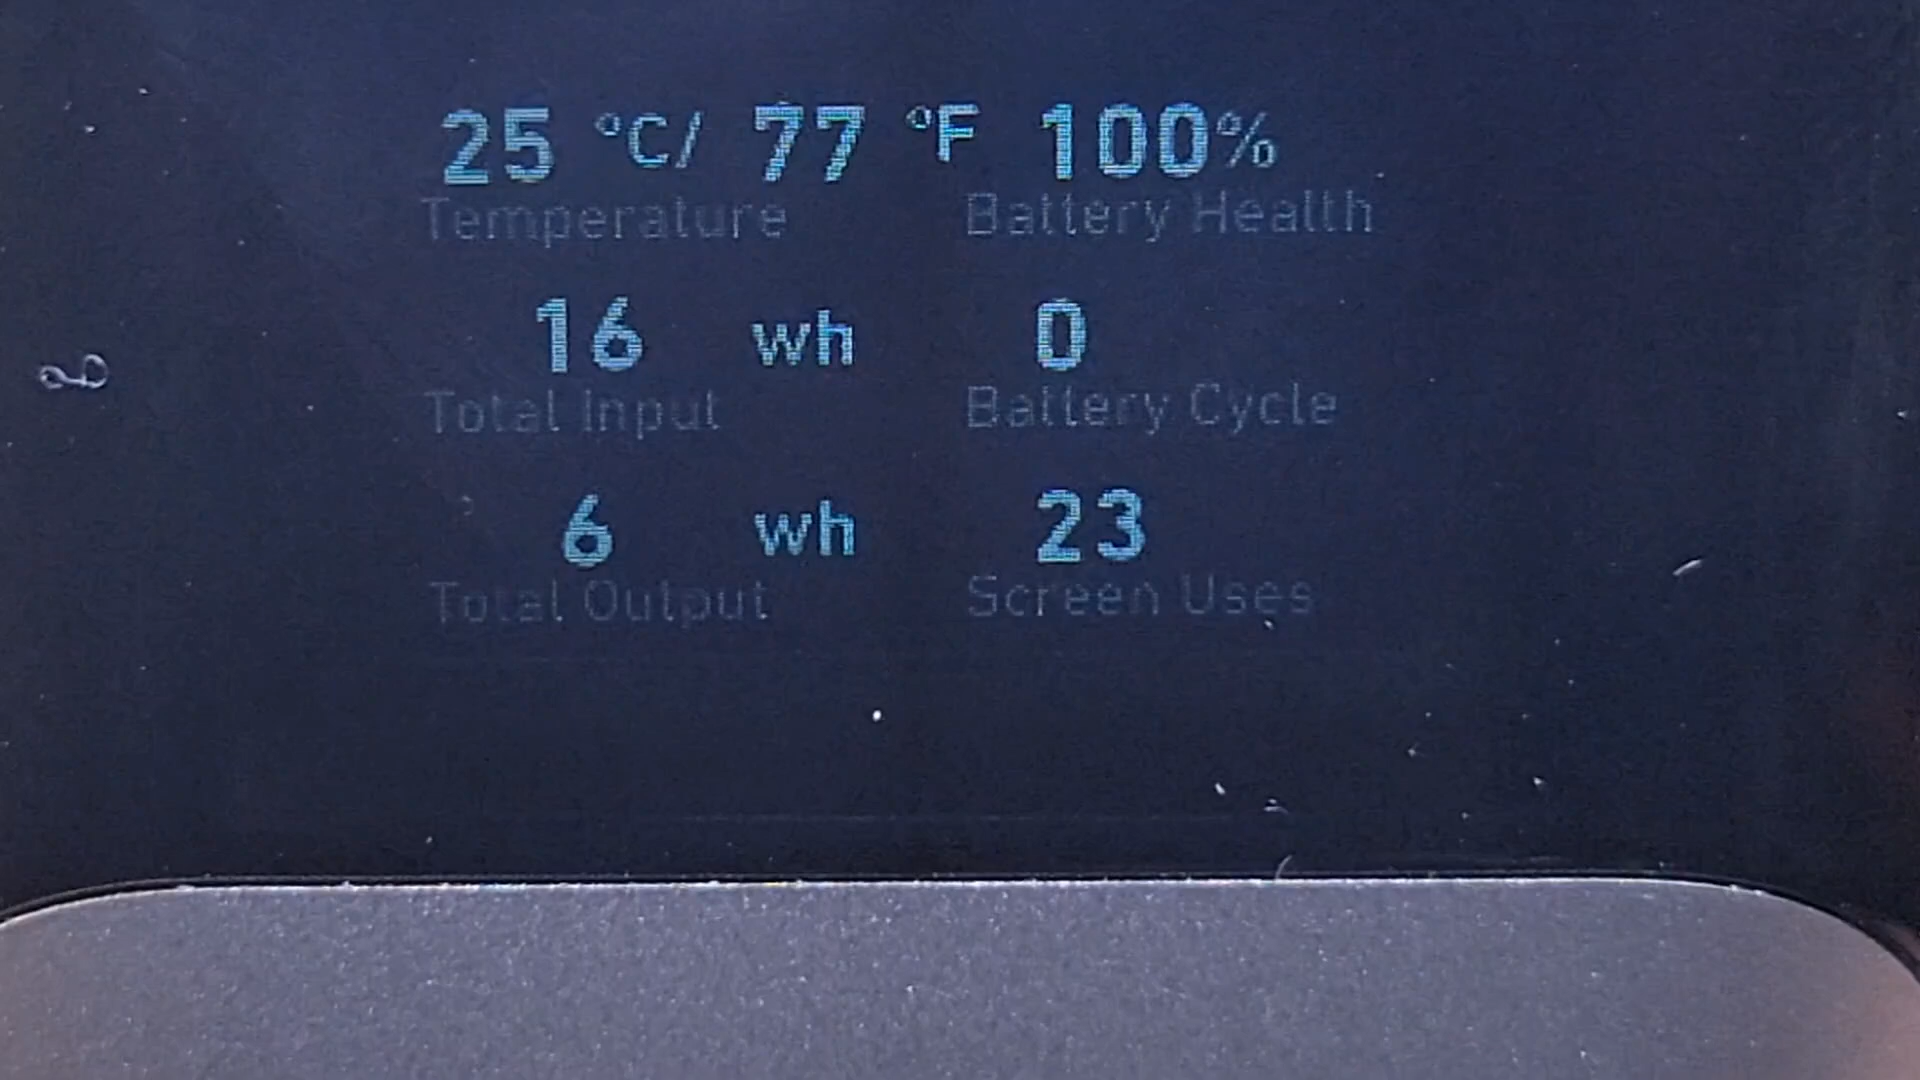 25 °C/ 77 °F 100%
Temperature Battery Health
16 wh 0
Total Input Battery Cycle
6 wh 23
Total Output Screen Uses